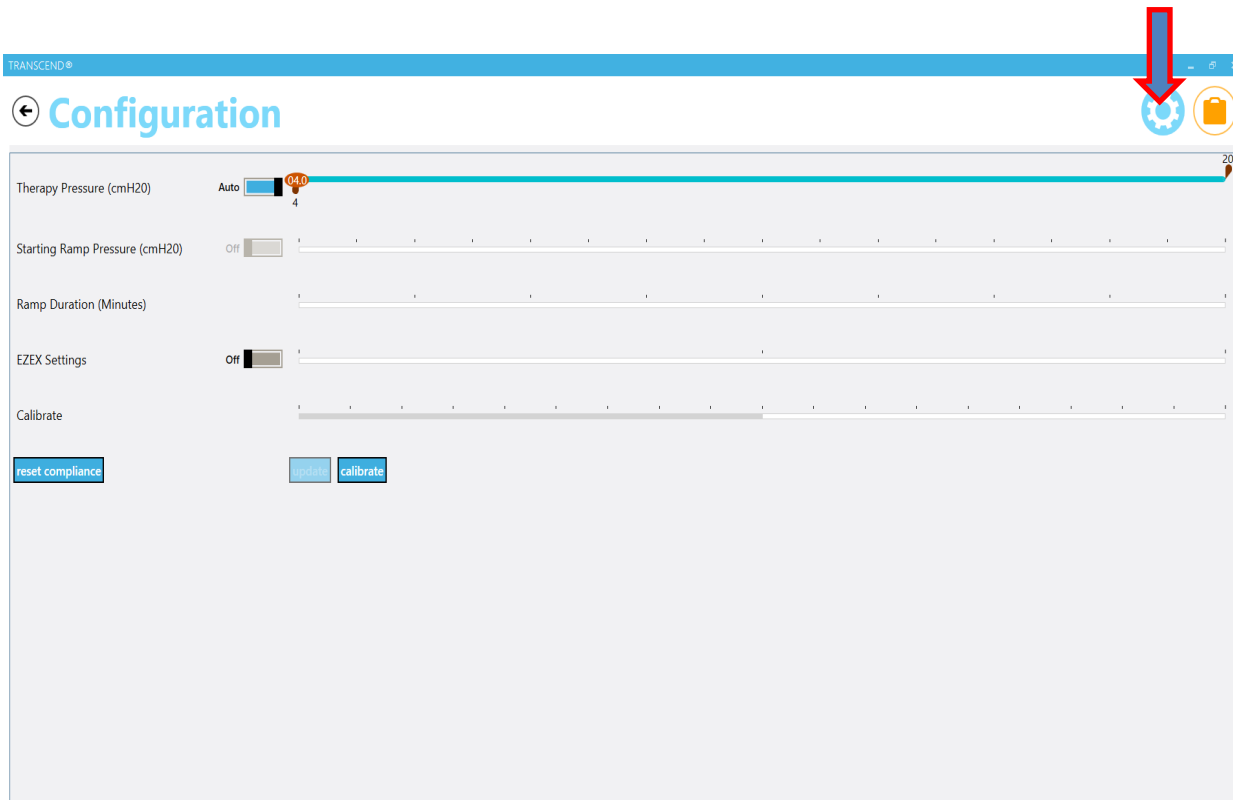 TRANSCEND®
Configuration
20
Therapy Pressure (cmH20) Auto 04.0
4
Starting Ramp Pressure (cmH20) Off
Ramp Duration (Minutes)
EZEX Settings Off
Calibrate
reset compliance update calibrate